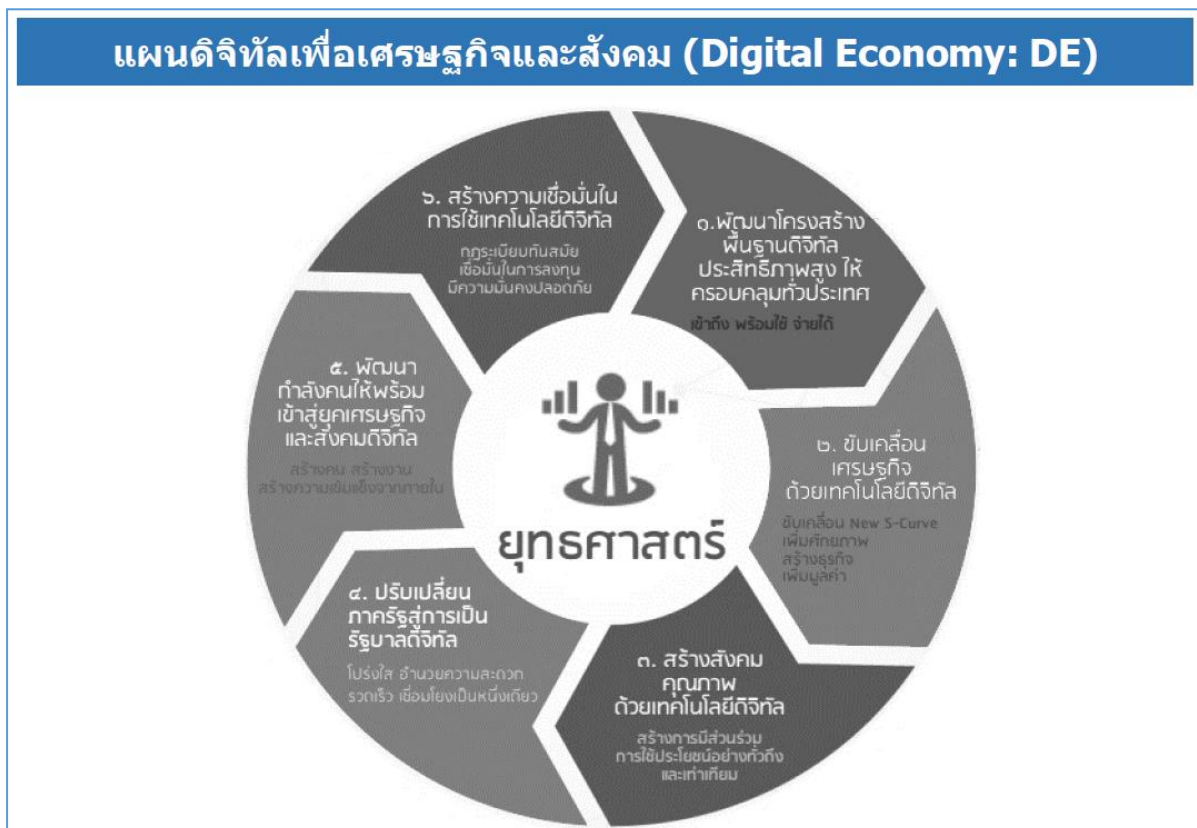 แผนดิจิทัลเพื่อเศรษฐกิจและสังคม (Digital Economy: DE)
๑.พัฒนาโครงสร้าง
พื้นฐานดิจิทัล
ประสิทธิภาพสูง ให้
ครอบคลุมทั่วประเทศ
เข้าถึง พร้อมใช้ จ่ายได้
๒. ขับเคลื่อน
เศรษฐกิจ
ด้วยเทคโนโลยีดิจิทัล
ขับเคลื่อน New S-Curve
เพิ่มศักยภาพ
สร้างธุรกิจ
เพิ่มมูลค่า
๓. สร้างสังคม
คุณภาพ
ด้วยเทคโนโลยีดิจิทัล
สร้างการมีส่วนร่วม
การใช้ประโยชน์อย่างทั่วถึง
และเท่าเทียม
๔. ปรับเปลี่ยน
ภาครัฐสู่การเป็น
รัฐบาลดิจิทัล
โปร่งใส อำนวยความสะดวก
รวดเร็ว เชื่อมโยงเป็นหนึ่งเดียว
๕. พัฒนา
กำลังคนให้พร้อม
เข้าสู่ยุคเศรษฐกิจ
และสังคมดิจิทัล
สร้างคน สร้างงาน
สร้างความเข้มแข็งจากภายใน
๖. สร้างความเชื่อมั่นใน
การใช้เทคโนโลยีดิจิทัล
กฎระเบียบทันสมัย
เชื่อมั่นในการลงทุน
มีความมั่นคงปลอดภัย
ยุทธศาสตร์